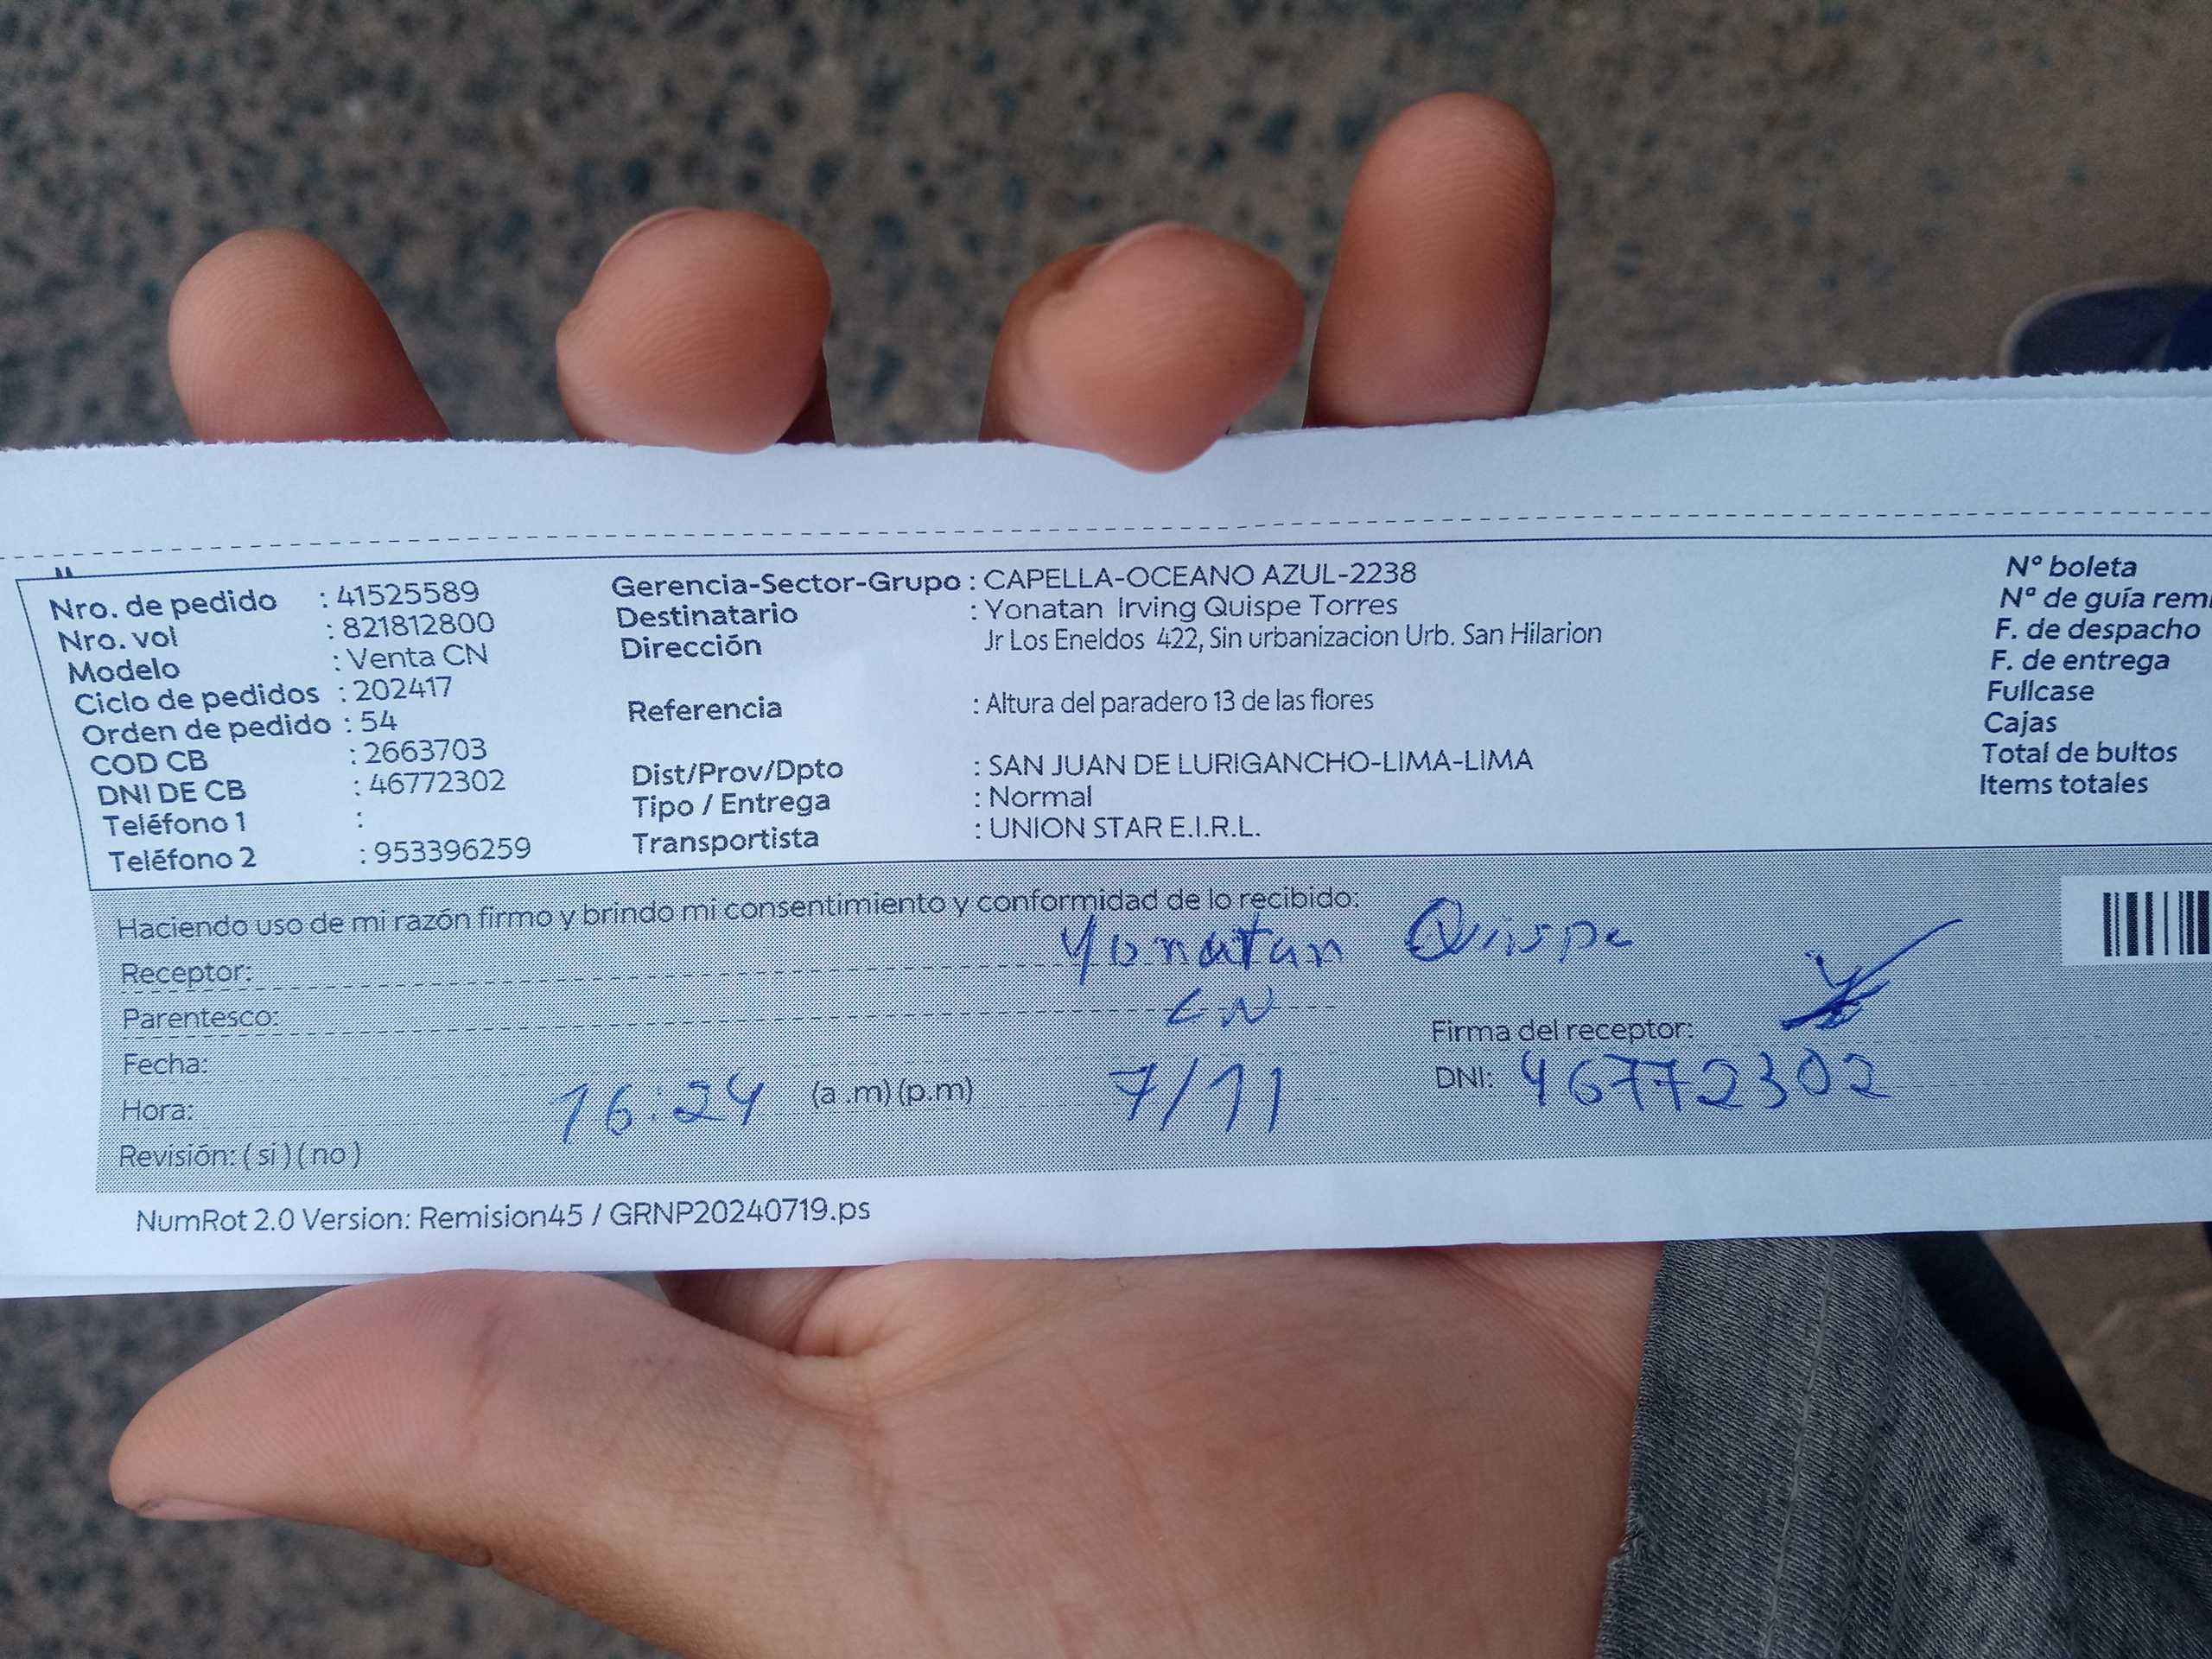 Nro. de pedido : 41525589
Nro. vol : 821812800
Modelo : Venta CN
Ciclo de pedidos : 202417
Orden de pedido : 54
COD CB : 2663703
DNI DE CB : 46772302
Teléfono 1 :
Teléfono 2 : 953396259
Gerencia-Sector-Grupo : CAPELLA-OCEANO AZUL-2238
Destinatario : Yonatan Irving Quispe Torres
Dirección Jr Los Eneldos 422, Sin urbanizacion Urb. San Hilarion
Referencia : Altura del paradero 13 de las flores
Dist/Prov/Dpto : SAN JUAN DE LURIGANCHO-LIMA-LIMA
Tipo / Entrega : Normal
Transportista : UNION STAR E.I.R.L.
Nº boleta
Nº de guía remi
F. de despacho
F. de entrega
Fullcase
Cajas
Total de bultos
Items totales
Haciendo uso de mi razón firmo y brindo mi consentimiento y conformidad de lo recibido:
Receptor: Yonatan Quispe
Parentesco: CN
Firma del receptor:
Fecha:
Hora: 16:24 (a .m) (p.m) 7/11
DNI: 46772302
Revisión: ( si ) ( no )
NumRot 2.0 Version: Remision45 / GRNP20240719.ps